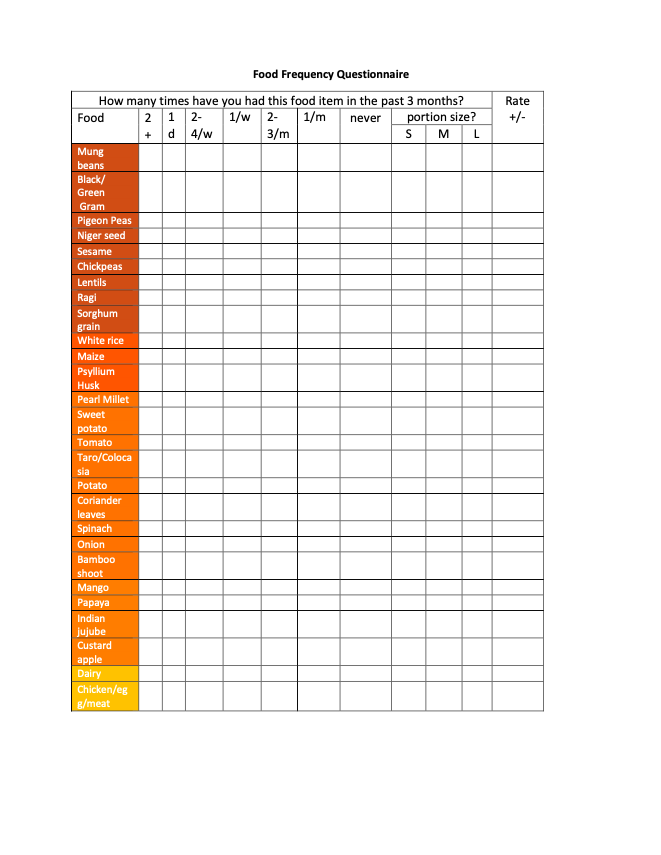 Food Frequency Questionnaire
How many times have you had this food item in the past 3 months? Rate
Food 2 1 2- 1/w 2- 1/m never portion size? +/-
+ d 4/w 3/m S M L
Mung
beans
Black/
Green
Gram
Pigeon Peas
Niger seed
Sesame
Chickpeas
Lentils
Ragi
Sorghum
grain
White rice
Maize
Psyllium
Husk
Pearl Millet
Sweet
potato
Tomato
Taro/Coloca
sia
Potato
Coriander
leaves
Spinach
Onion
Bamboo
shoot
Mango
Papaya
Indian
jujube
Custard
apple
Dairy
Chicken/eg
g/meat